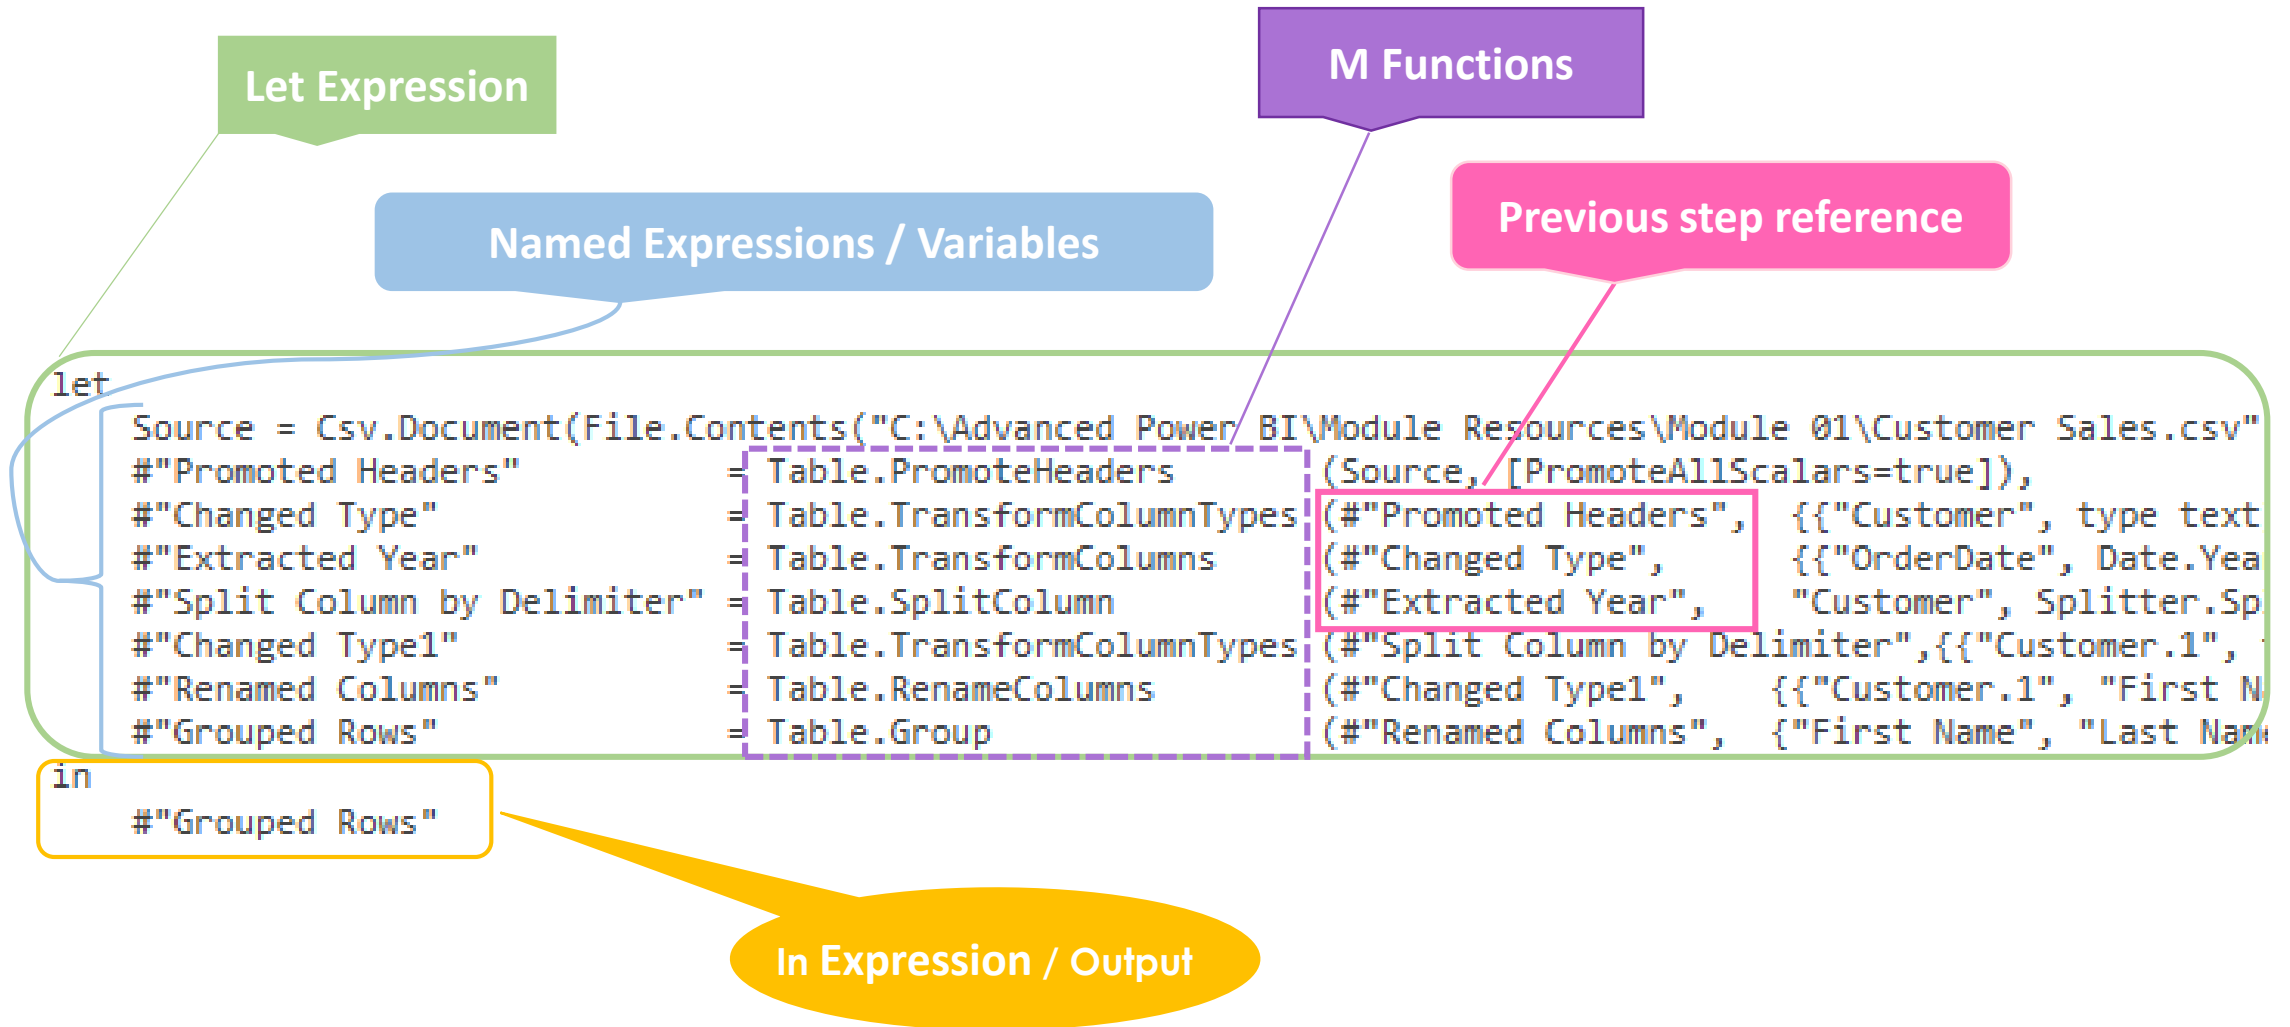 M Functions
Let Expression
Previous step reference
Named Expressions / Variables
let
Source = Csv.Document(File.Contents("C:\Advanced Power BI\Module Resources\Module 01\Customer Sales.csv"
#"Promoted Headers" = Table.PromoteHeaders (Source, [PromoteAllScalars=true]),
#"Changed Type" = Table.TransformColumnTypes (#"Promoted Headers", {{"Customer", type text
#"Extracted Year" = Table.TransformColumns (#"Changed Type", {{"OrderDate", Date.Yea
#"Split Column by Delimiter" = Table.SplitColumn (#"Extracted Year", "Customer", Splitter.Sp
#"Changed Type1" = Table.TransformColumnTypes (#"Split Column by Delimiter",{{"Customer.1",
#"Renamed Columns" = Table.RenameColumns (#"Changed Type1", {{"Customer.1", "First N
#"Grouped Rows" = Table.Group (#"Renamed Columns", {"First Name", "Last Name
in
#"Grouped Rows"
In Expression / Output